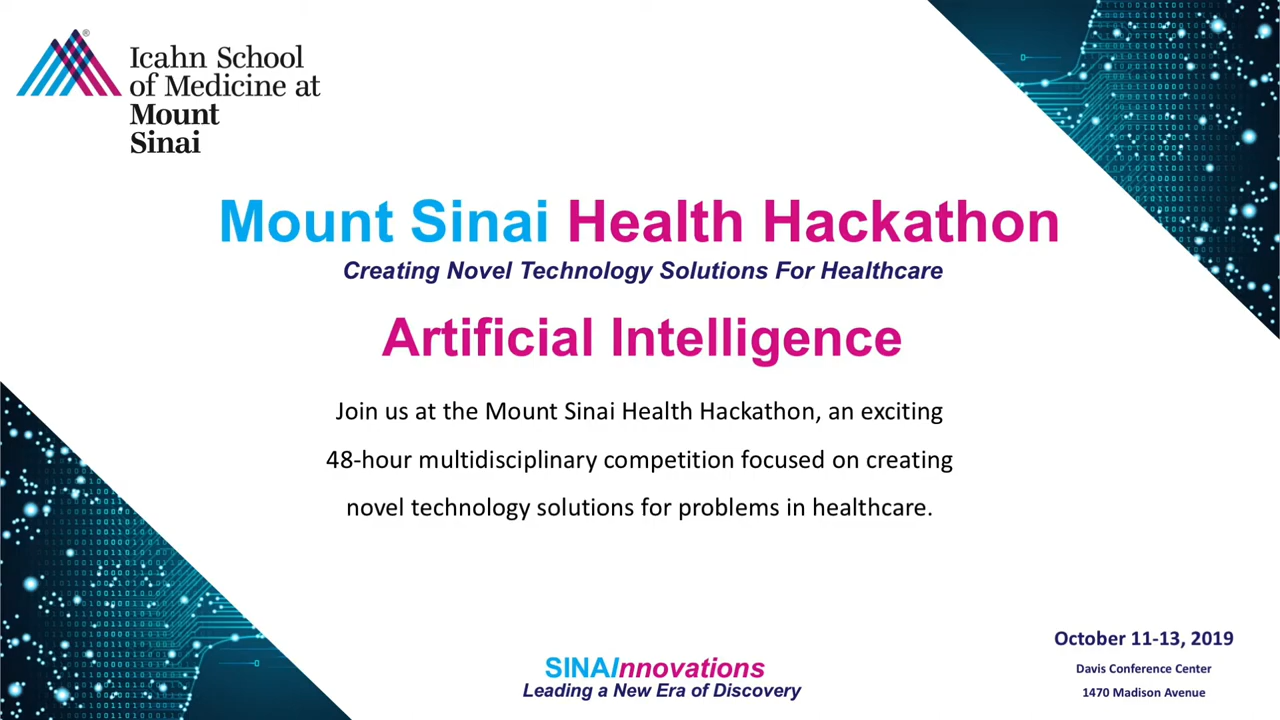 Icahn School
of Medicine at
Mount
Sinai
Mount Sinai Health Hackathon
Creating Novel Technology Solutions For Healthcare
Artificial Intelligence
Join us at the Mount Sinai Health Hackathon, an exciting
48-hour multidisciplinary competition focused on creating
novel technology solutions for problems in healthcare.
SINAInnovations
Leading a New Era of Discovery
October 11-13, 2019
Davis Conference Center
1470 Madison Avenue